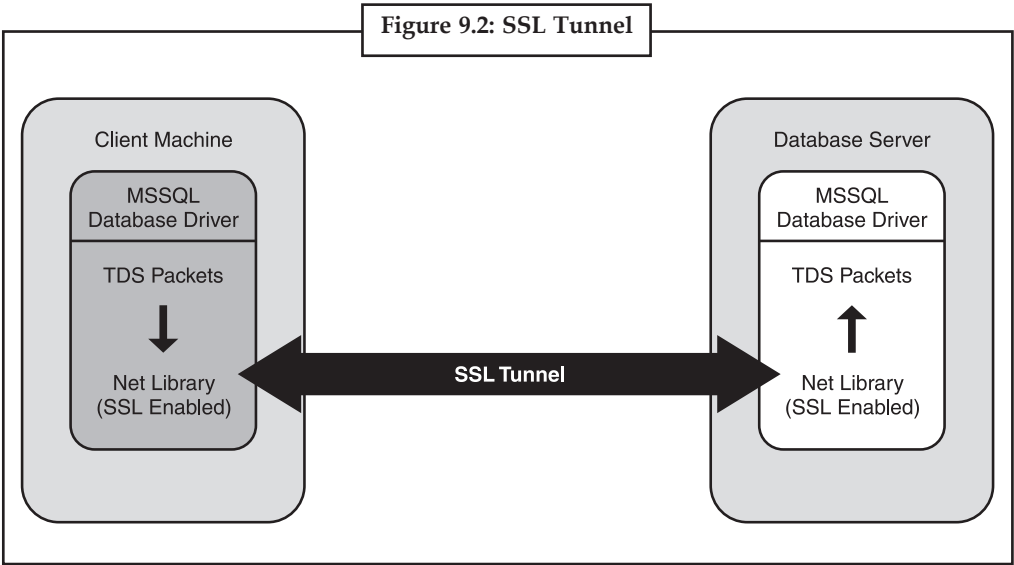 Figure 9.2: SSL Tunnel
Client Machine
MSSQL
Database Driver
TDS Packets
Net Library
(SSL Enabled)
SSL Tunnel
Database Server
MSSQL
Database Driver
TDS Packets
Net Library
(SSL Enabled)